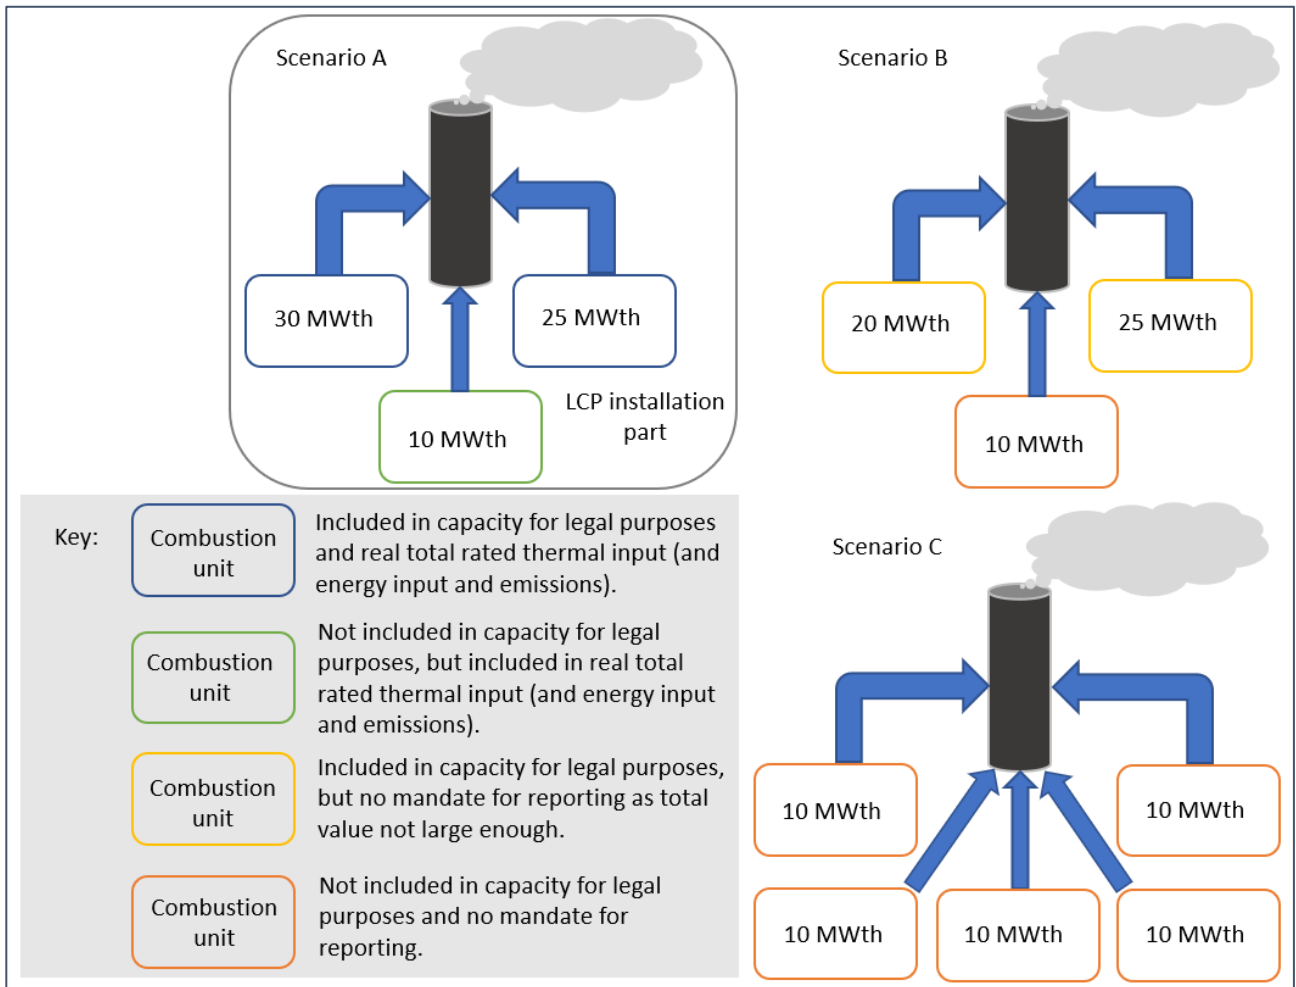 Scenario A
30 MWth
25 MWth
10 MWth
LCP installation
part
Scenario B
20 MWth
25 MWth
10 MWth
Key:
Combustion
unit
Included in capacity for legal purposes
and real total rated thermal input (and
energy input and emissions).
Combustion
unit
Not included in capacity for legal
purposes, but included in real total
rated thermal input (and energy input
and emissions).
Combustion
unit
Included in capacity for legal purposes,
but no mandate for reporting as total
value not large enough.
Combustion
unit
Not included in capacity for legal
purposes and no mandate for
reporting.
Scenario C
10 MWth
10 MWth
10 MWth
10 MWth
10 MWth